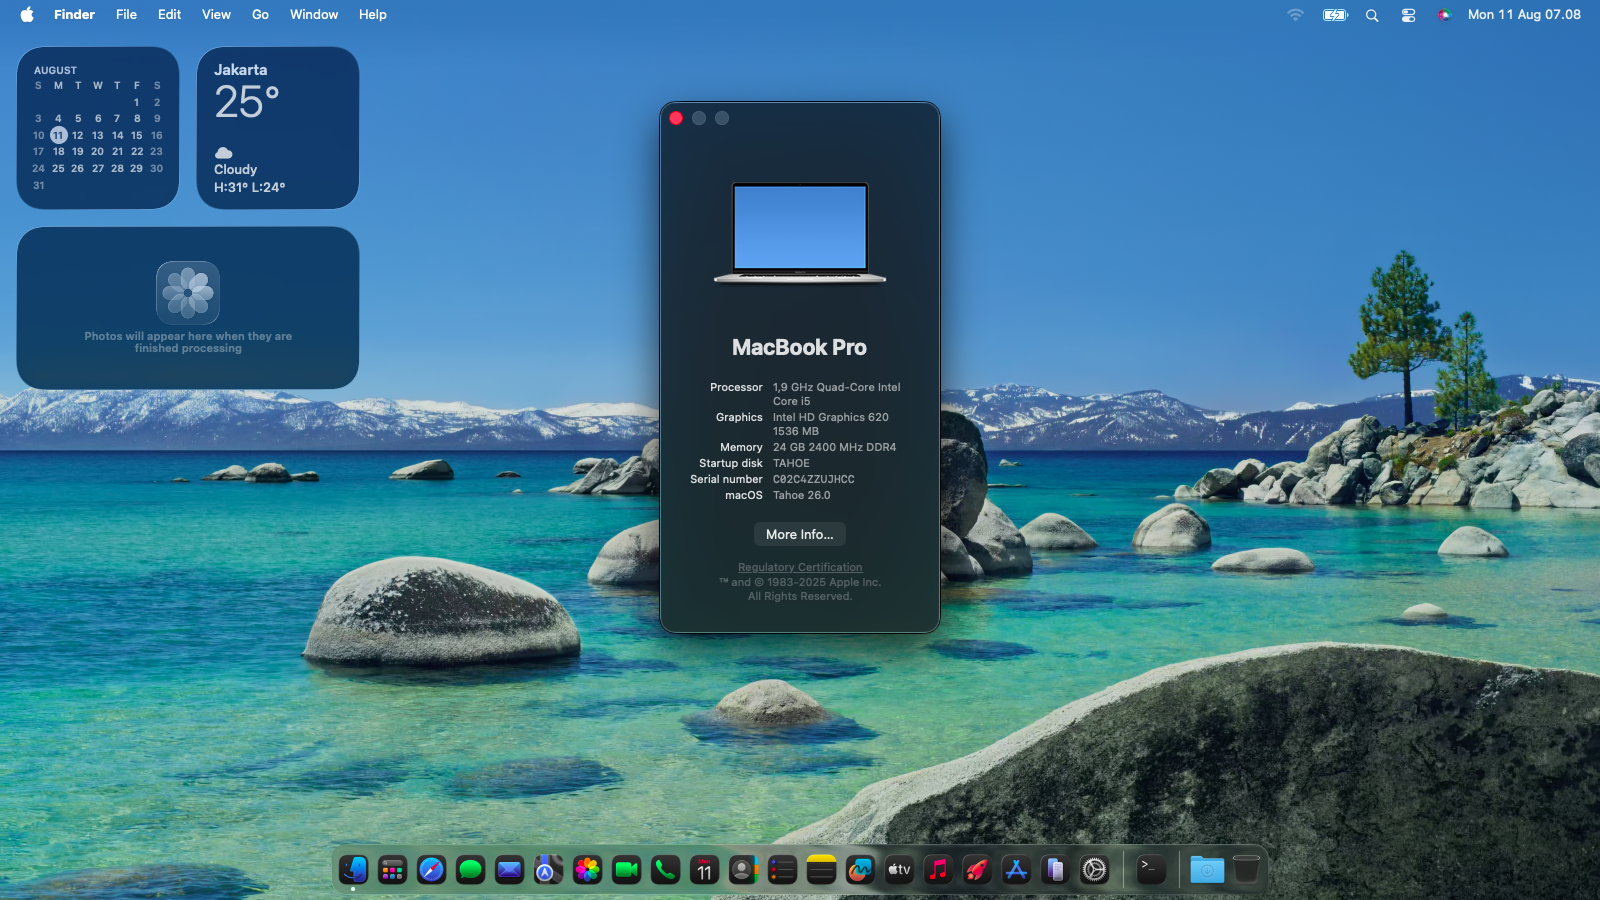 Finder File Edit View Go Window Help
Mon 11 Aug 07.08
AUGUST
S M T W T F S
1 2
3 4 5 6 7 8 9
10 11 12 13 14 15 16
17 18 19 20 21 22 23
24 25 26 27 28 29 30
31
Jakarta
25°
Cloudy
H:31° L:24°
Photos will appear here when they are
finished processing
MacBook Pro
Processor 1,9 GHz Quad-Core Intel
Core i5
Graphics Intel HD Graphics 620
1536 MB
Memory 24 GB 2400 MHz DDR4
Startup disk TAHOE
Serial number C02C4ZZUJHCC
macOS Tahoe 26.0
More Info...
Regulatory Certification
™ and © 1983-2025 Apple Inc.
All Rights Reserved.
Mon
11
tv
>_